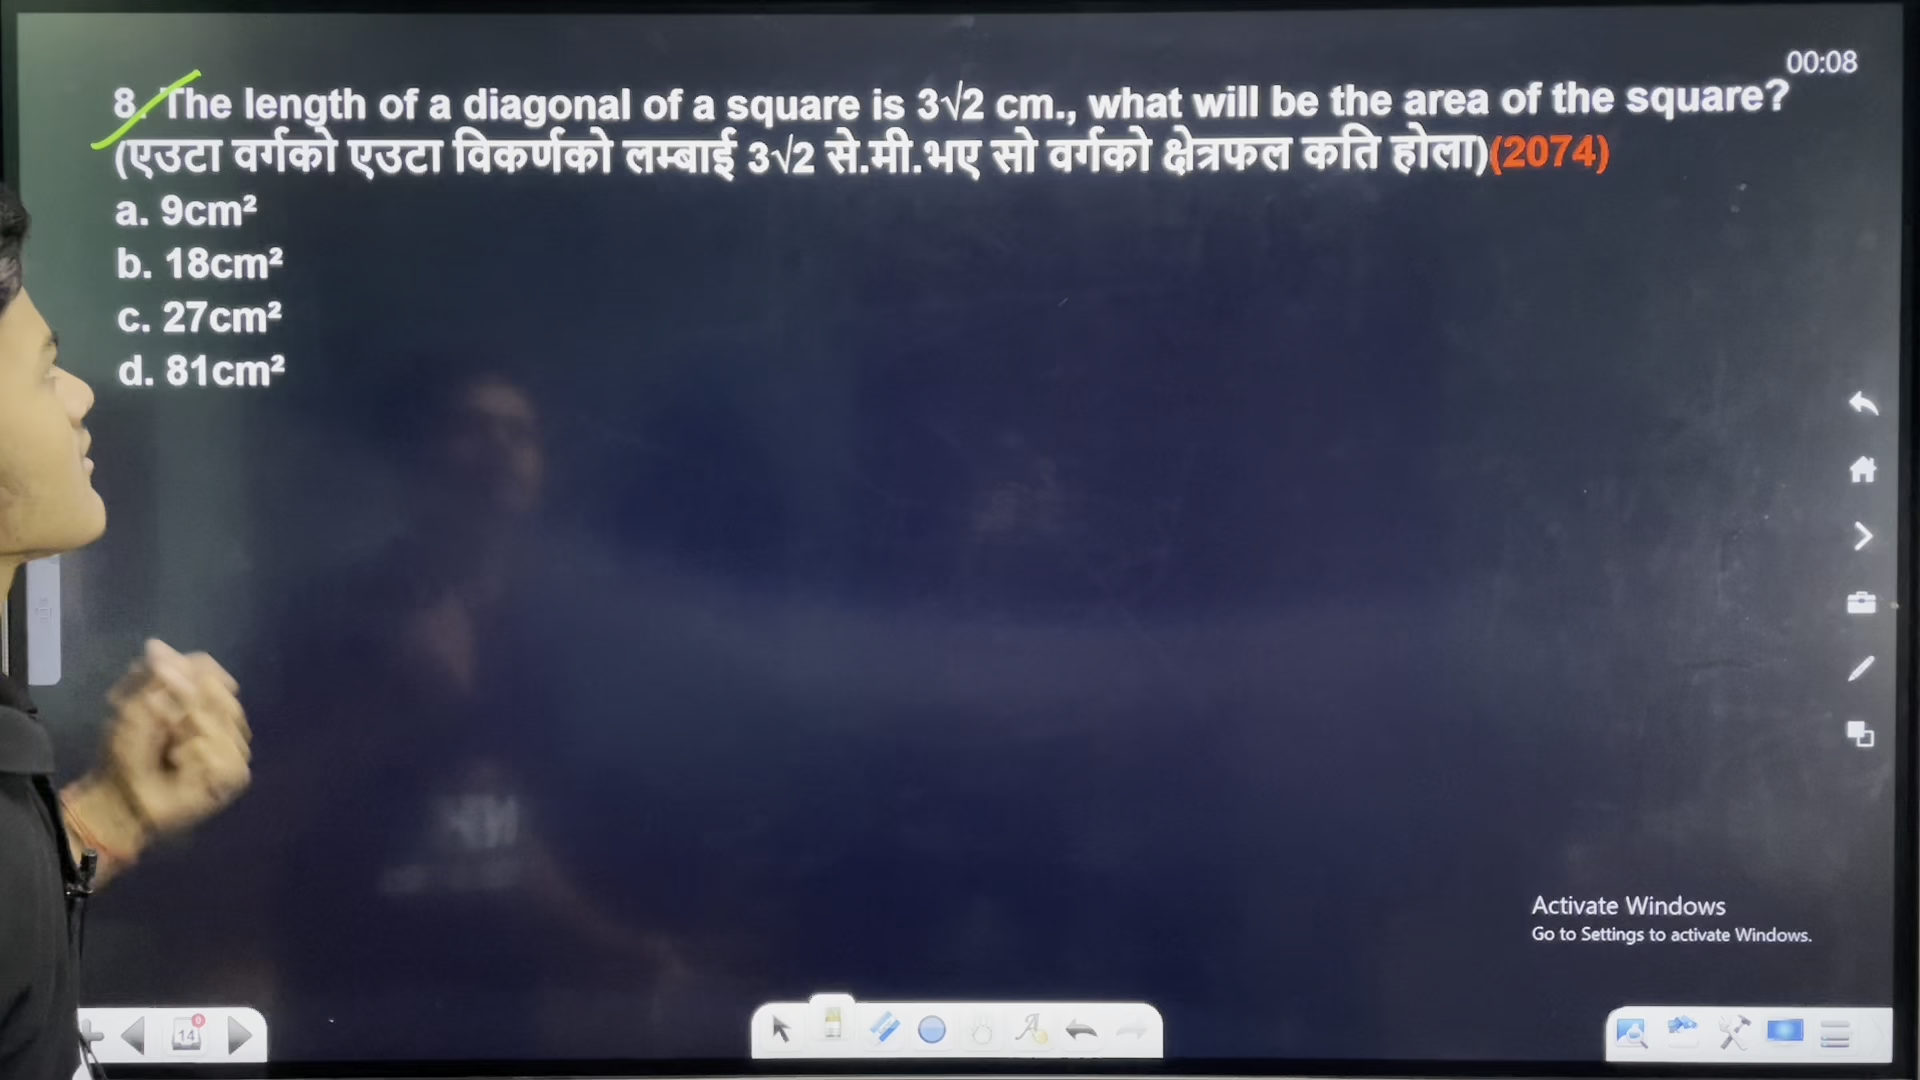 00:08
8. The length of a diagonal of a square is 3√2 cm., what will be the area of the square?
(एउटा वर्गको एउटा विकर्णको लम्बाई 3√2 से.मी.भए सो वर्गको क्षेत्रफल कति होला)(2074)
a. 9cm²
b. 18cm²
c. 27cm²
d. 81cm²
Activate Windows
Go to Settings to activate Windows.
14